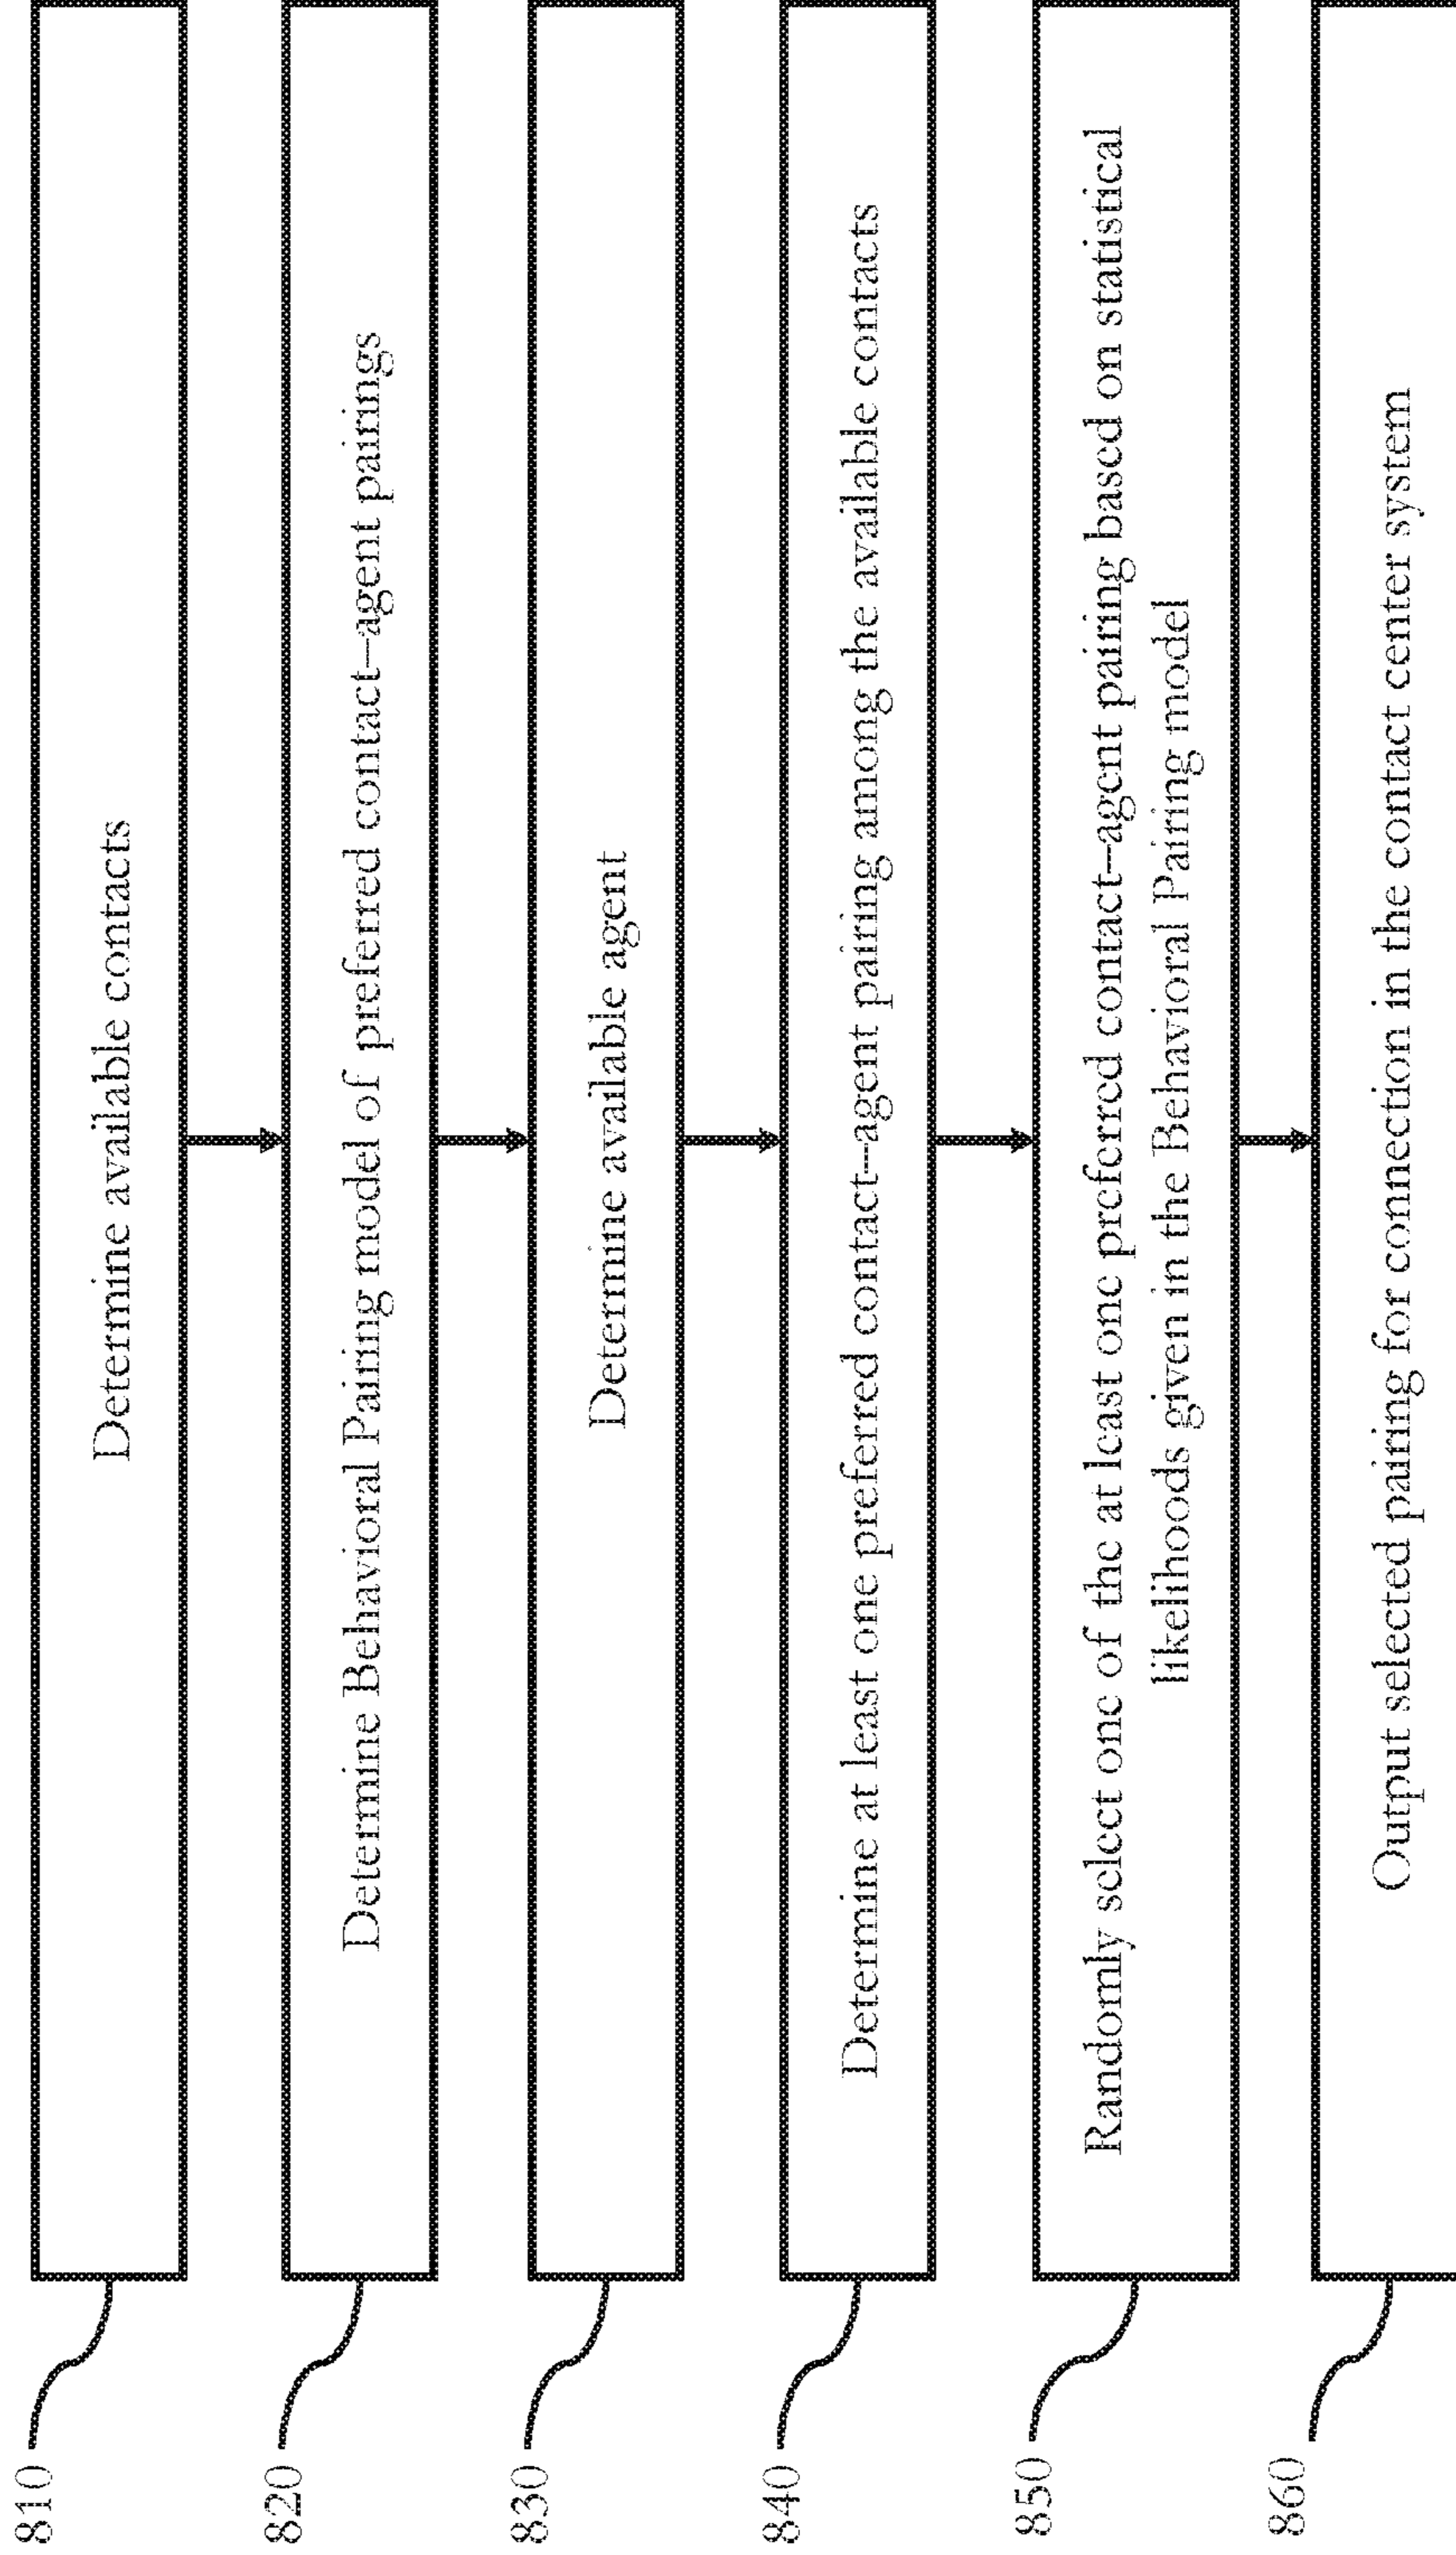 810
Determine available contacts
820
Determine Behavioral Pairing model of preferred contact–agent pairings
830
Determine available agent
840
Determine at least one preferred contact–agent pairing among the available contacts
850
Randomly select one of the at least one preferred contact–agent pairing based on statistical
likelihoods given in the Behavioral Pairing model
860
Output selected pairing for connection in the contact center system